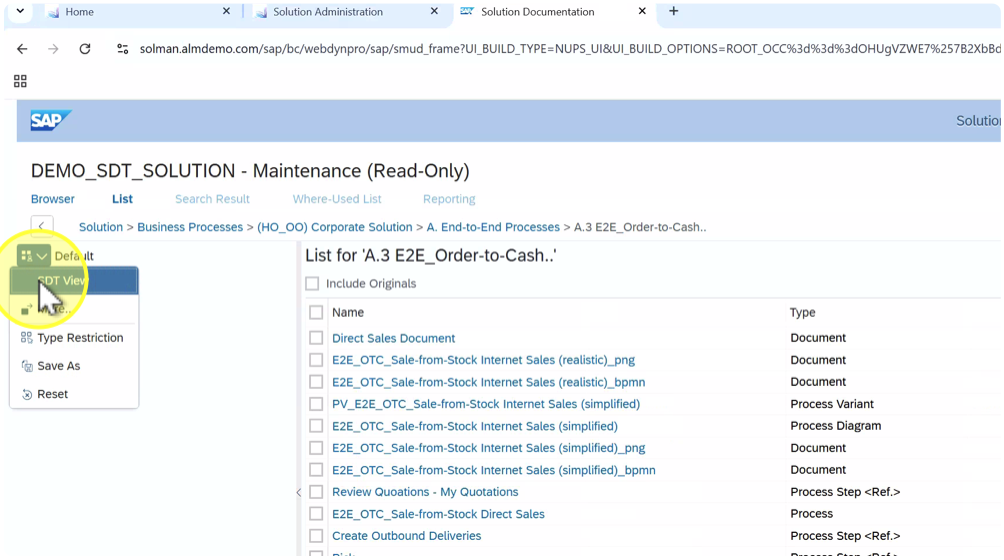 Home
Solution Administration
Solution Documentation
solman.almdemo.com/sap/bc/webdynpro/sap/smud_frame?UI_BUILD_TYPE=NUPS_UI&UI_BUILD_OPTIONS=ROOT_OCC%3d%3d%3dOHUgVZWE7%257B2XbBd
SAP
Solution
DEMO_SDT_SOLUTION - Maintenance (Read-Only)
Browser List Search Result Where-Used List Reporting
Solution > Business Processes > (HO_OO) Corporate Solution > A. End-to-End Processes > A.3 E2E_Order-to-Cash..
Default
SDT View
More..
Type Restriction
Save As
Reset
List for 'A.3 E2E_Order-to-Cash..'
Include Originals
Name Type
Direct Sales Document Document
E2E_OTC_Sale-from-Stock Internet Sales (realistic)_png Document
E2E_OTC_Sale-from-Stock Internet Sales (realistic)_bpmn Document
PV_E2E_OTC_Sale-from-Stock Internet Sales (simplified) Process Variant
E2E_OTC_Sale-from-Stock Internet Sales (simplified) Process Diagram
E2E_OTC_Sale-from-Stock Internet Sales (simplified)_png Document
E2E_OTC_Sale-from-Stock Internet Sales (simplified)_bpmn Document
Review Quoations - My Quotations Process Step <Ref.>
E2E_OTC_Sale-from-Stock Direct Sales Process
Create Outbound Deliveries Process Step <Ref.>